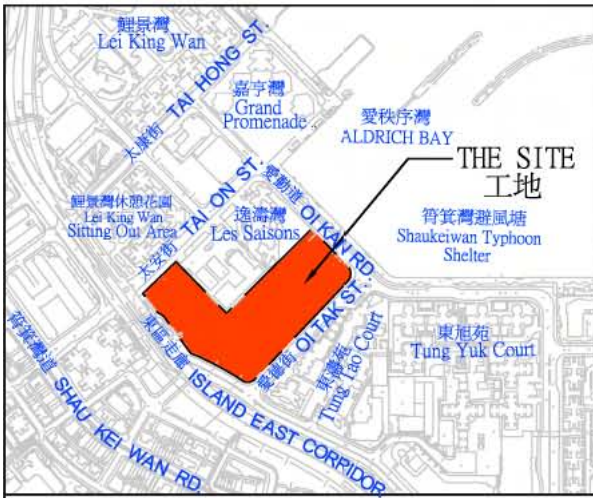 鯉景灣
Lei King Wan
太康街 TAI HONG ST.
嘉亨灣
Grand
Promenade
愛秩序灣
ALDRICH BAY
THE SITE
工地
鯉景灣休憩花園
Lei King Wan
Sitting Out Area
太安街 TAI ON ST.
逸濤灣
Les Saisons
愛勤道 OI KAN RD.
筲箕灣避風塘
Shaukeiwan Typhoon
Shelter
愛德街 OI TAK ST.
東濤苑
Tung Tao Court
東旭苑
Tung Yuk Court
東區走廊 ISLAND EAST CORRIDOR
筲箕灣道 SHAU KEI WAN RD.